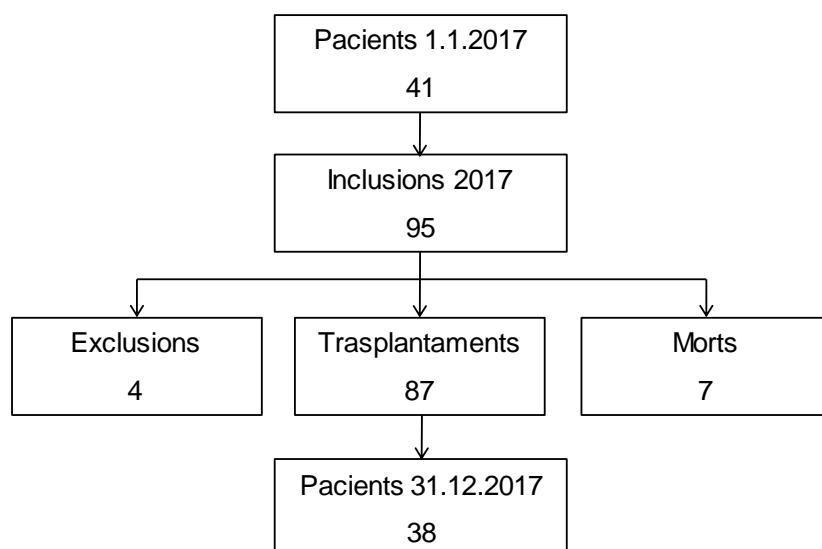 Pacients 1.1.2017
41
Inclusions 2017
95
Exclusions
4
Trasplantaments
87
Morts
7
Pacients 31.12.2017
38